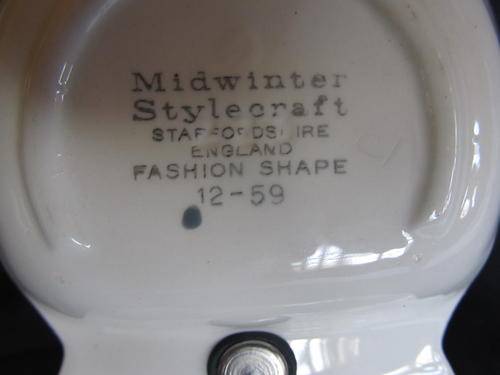 Midwinter
Stylecraft
STAFFORDSHIRE
ENGLAND
FASHION SHAPE
12-59